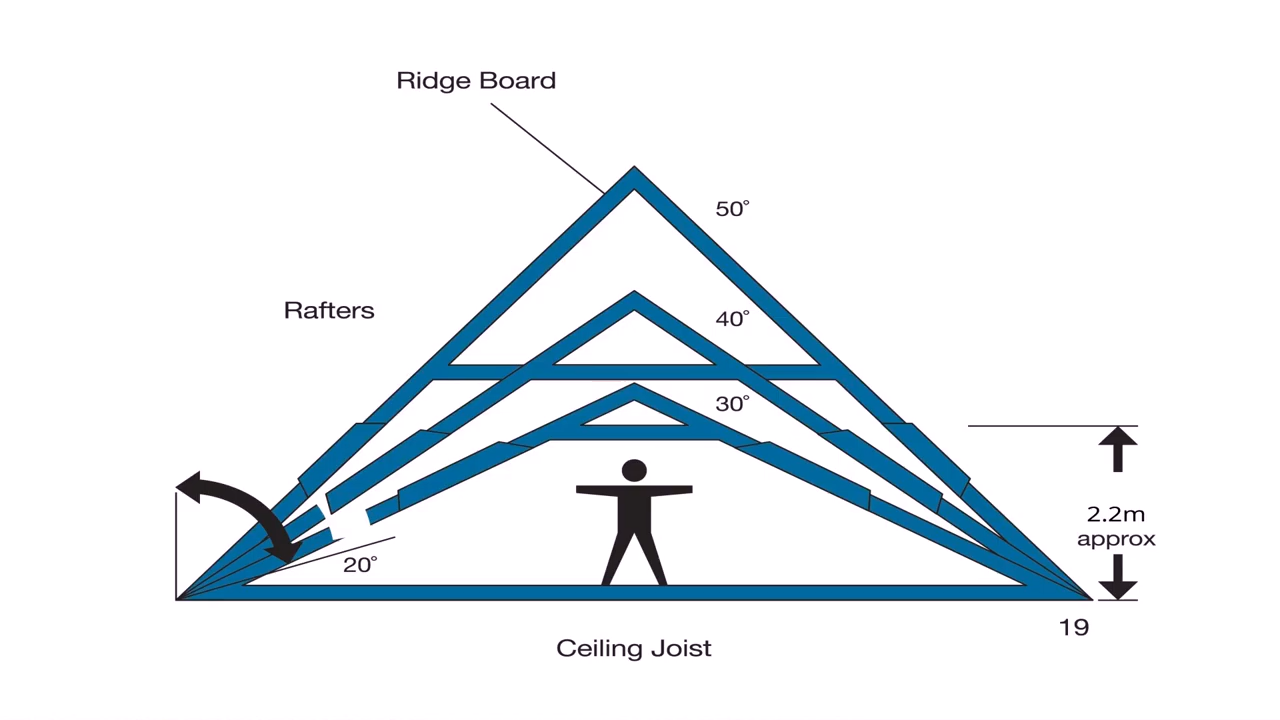 Ridge Board
50°
Rafters
40°
30°
2.2m
approx
20°
19
Ceiling Joist